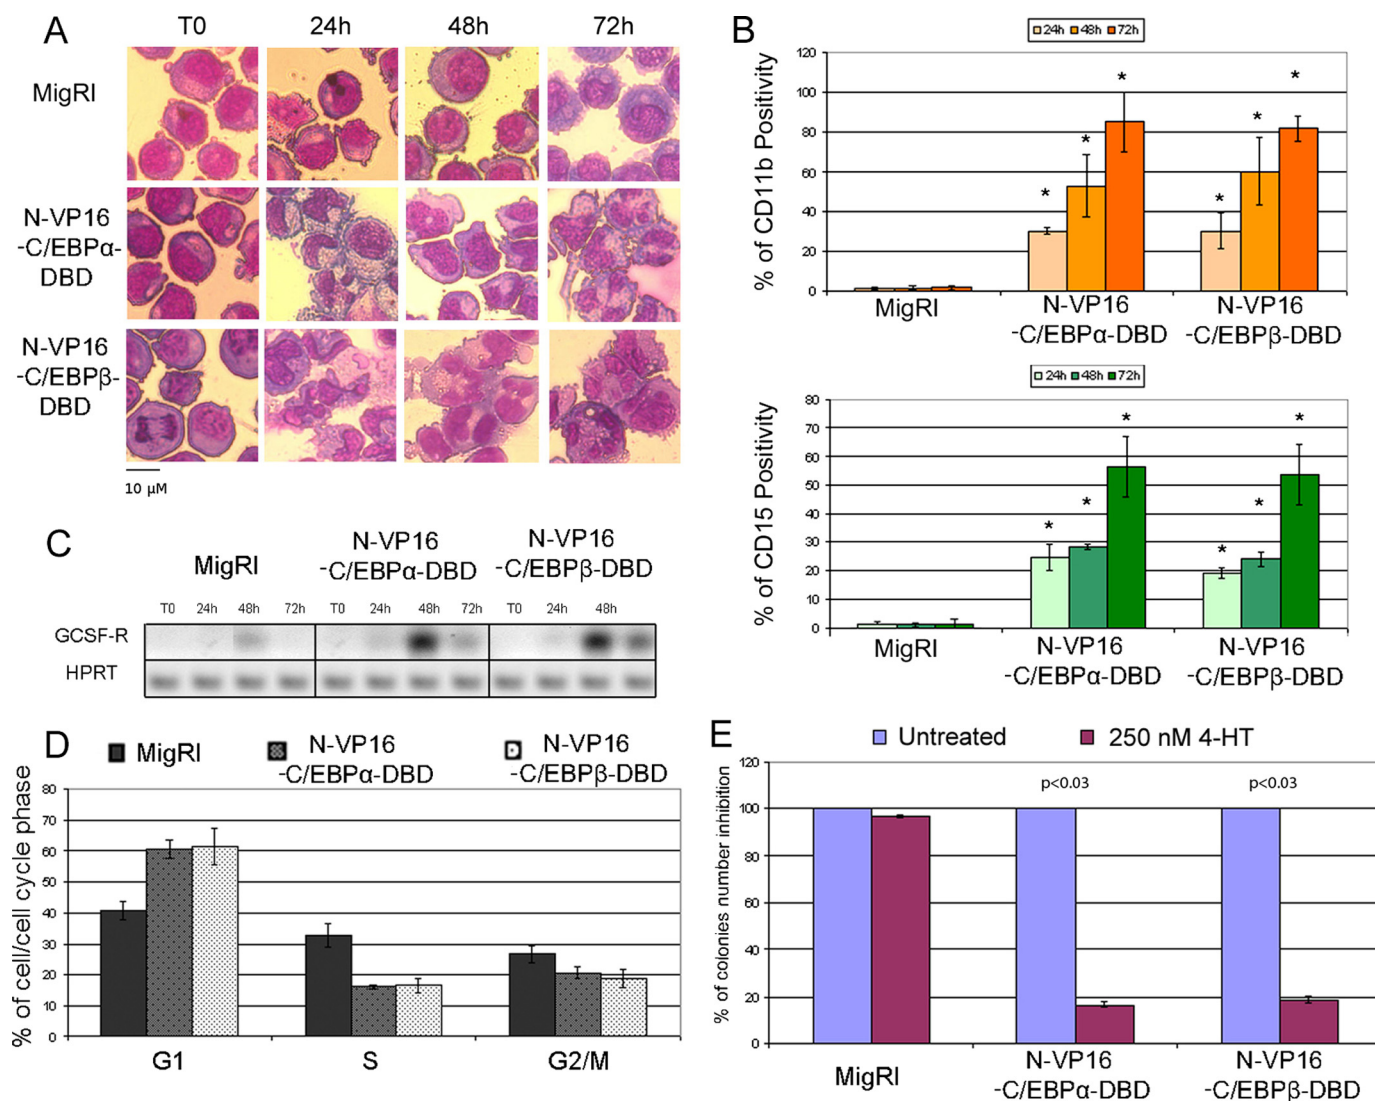 A
T0 24h 48h 72h
MigRI
N-VP16
-C/EBPα-
DBD
N-VP16
-C/EBPβ-
DBD
10 µM
B
24h 48h 72h
% of CD11b Positivity
120
100
80
60
40
20
0
* * * * * *
MigRI
N-VP16
-C/EBPα-DBD
N-VP16
-C/EBPβ-DBD
24h 48h 72h
% of CD15 Positivity
80
70
60
50
40
30
20
10
0
* * * * * *
MigRI
N-VP16
-C/EBPα-DBD
N-VP16
-C/EBPβ-DBD
C
MigRI
N-VP16
-C/EBPα-DBD
N-VP16
-C/EBPβ-DBD
T0 24h 48h 72h T0 24h 48h 72h T0 24h 48h
GCSF-R
HPRT
D
MigRI
N-VP16
-C/EBPα-DBD
N-VP16
-C/EBPβ-DBD
% of cell/cell cycle phase
80
70
60
50
40
30
20
10
0
G1 S G2/M
E
Untreated 250 nM 4-HT
% of colonies number inhibition
120
100
80
60
40
20
0
p<0.03 p<0.03
MigRI
N-VP16
-C/EBPα-DBD
N-VP16
-C/EBPβ-DBD